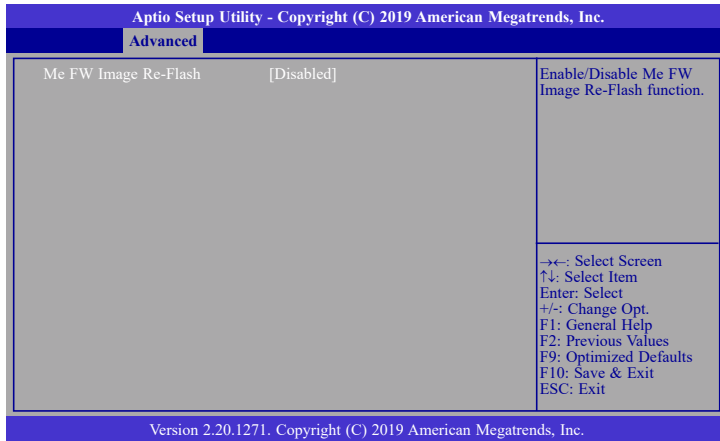 Aptio Setup Utility - Copyright (C) 2019 American Megatrends, Inc.
Advanced
Me FW Image Re-Flash [Disabled]
Enable/Disable Me FW
Image Re-Flash function.
→←: Select Screen
↑↓: Select Item
Enter: Select
+/-: Change Opt.
F1: General Help
F2: Previous Values
F9: Optimized Defaults
F10: Save & Exit
ESC: Exit
Version 2.20.1271. Copyright (C) 2019 American Megatrends, Inc.